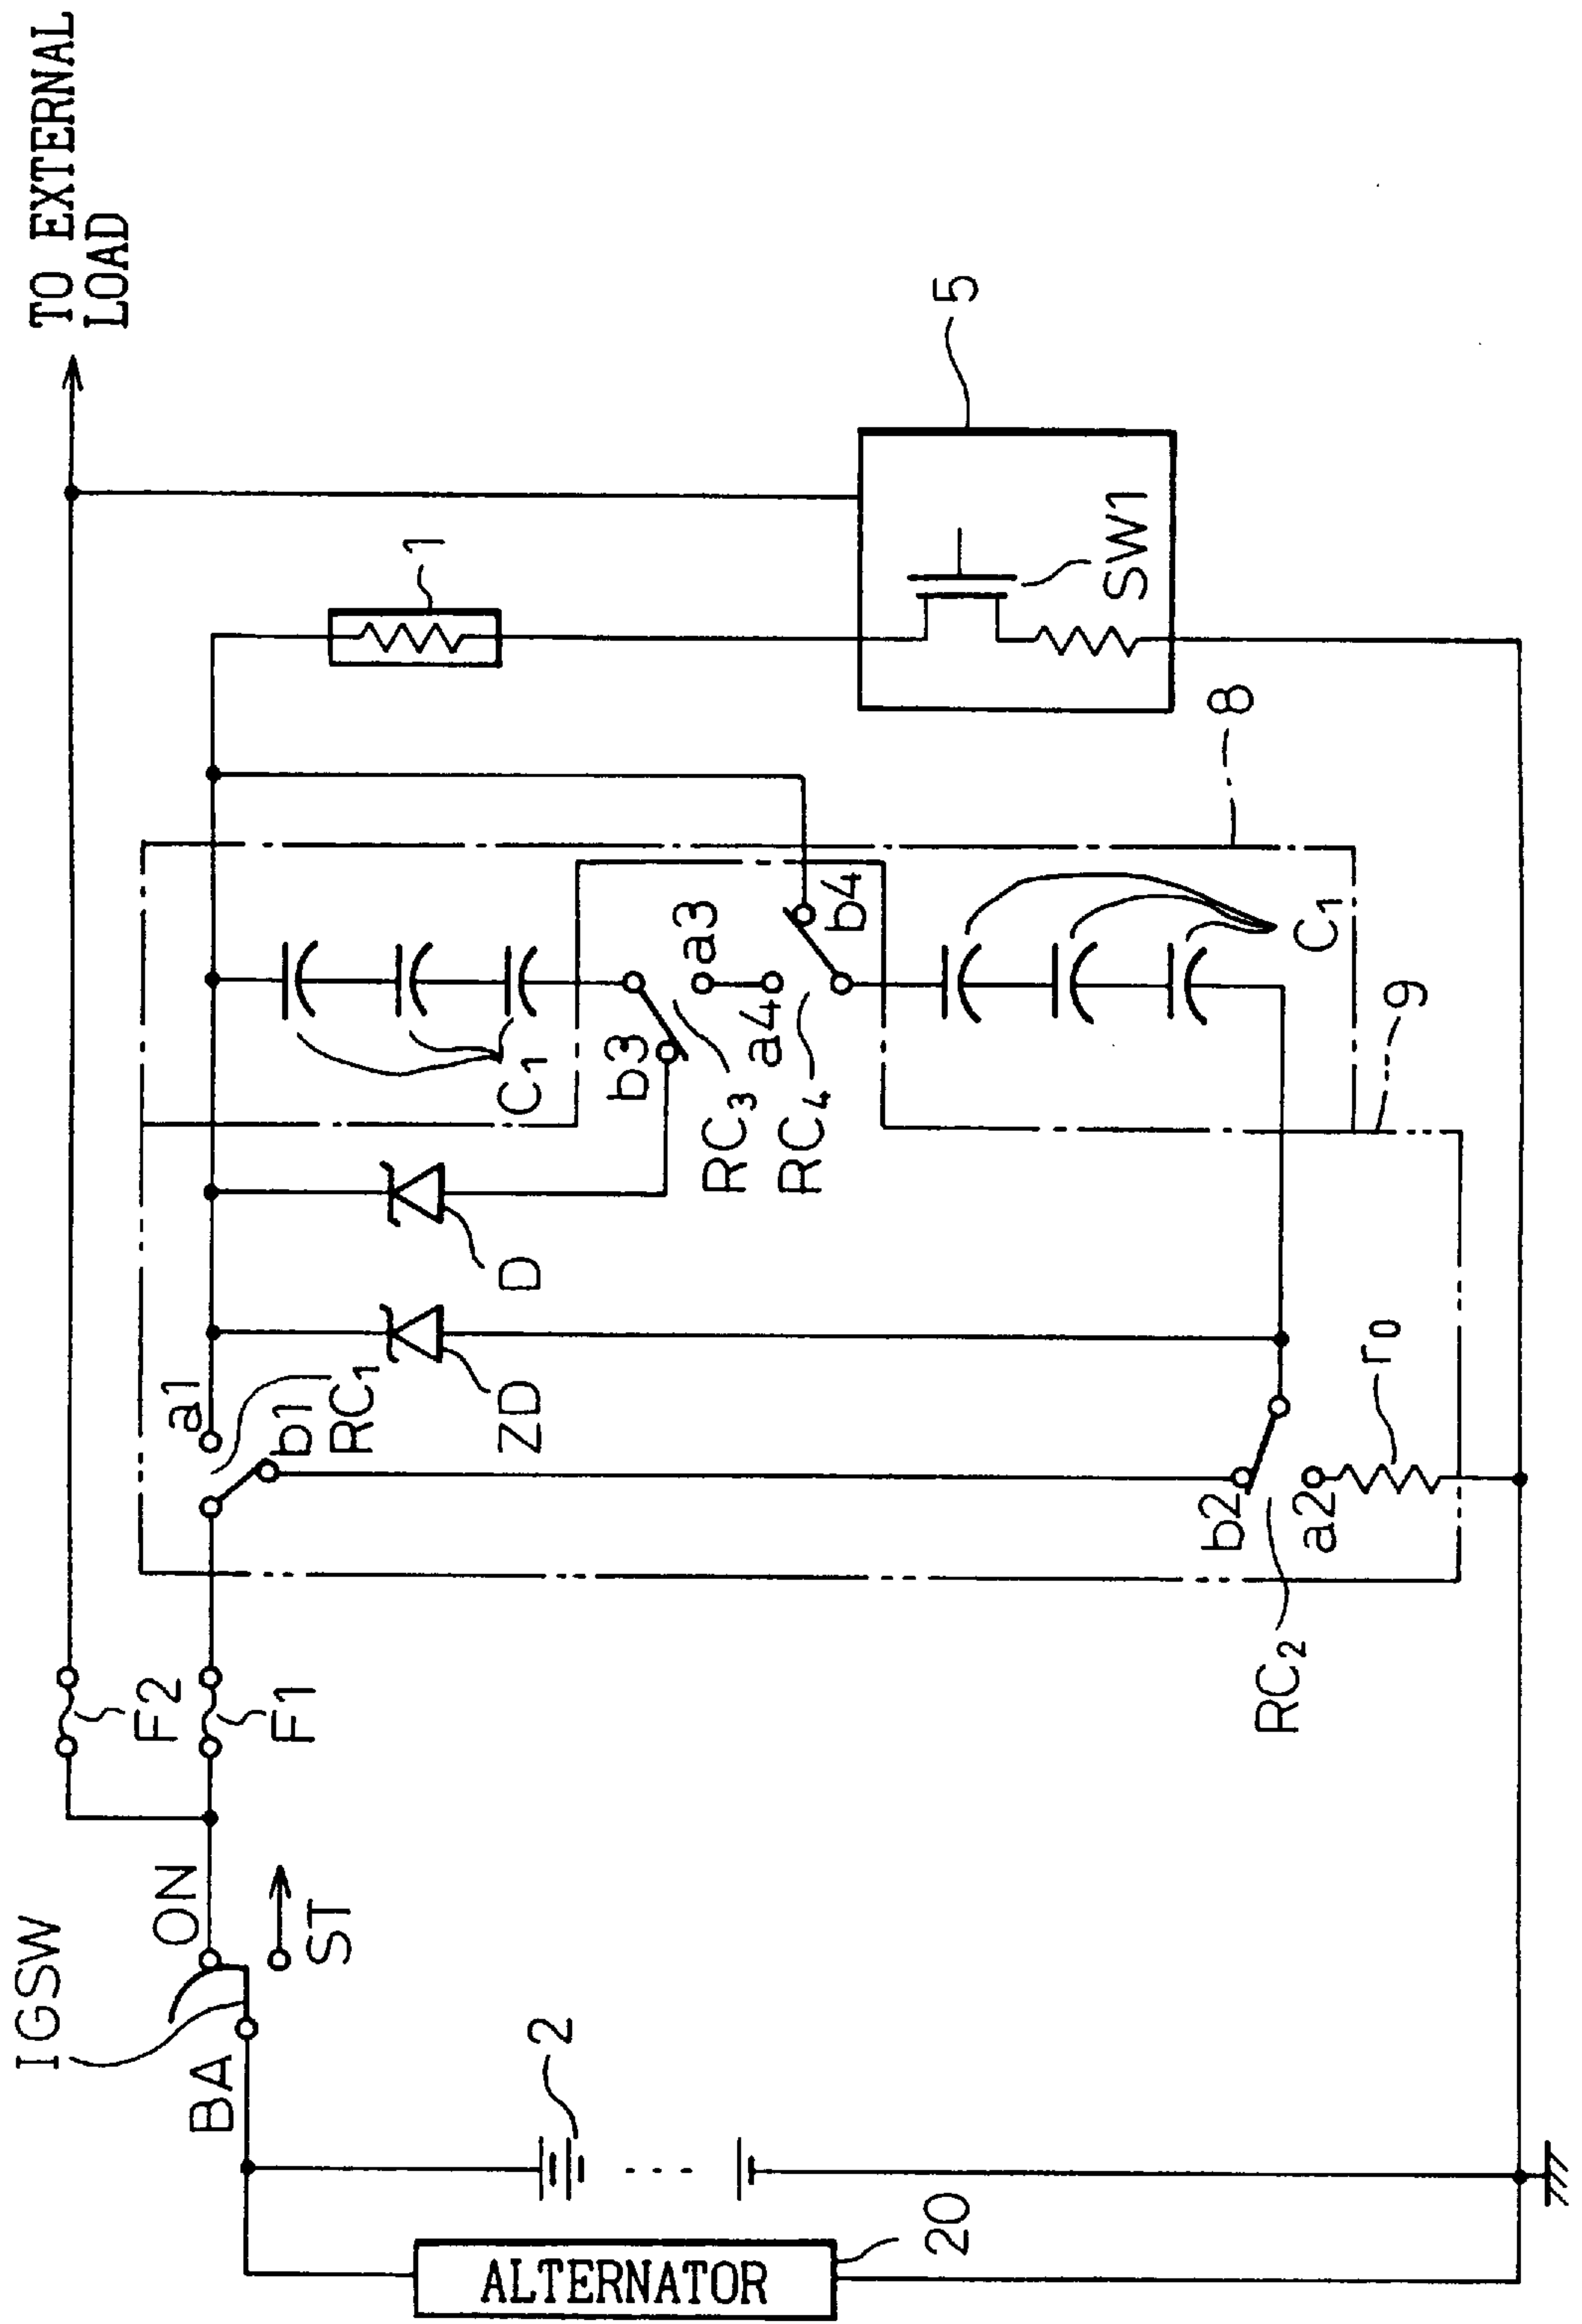 TO EXTERNAL
LOAD
IGSW
ON
BA
ST
F2
F1
a1
b1
RC1
ZD
D
C1
b3
a3
RC3
a4
RC4
b4
C1
1
5
SW1
8
9
b2
a2
r0
RC2
2
ALTERNATOR
20